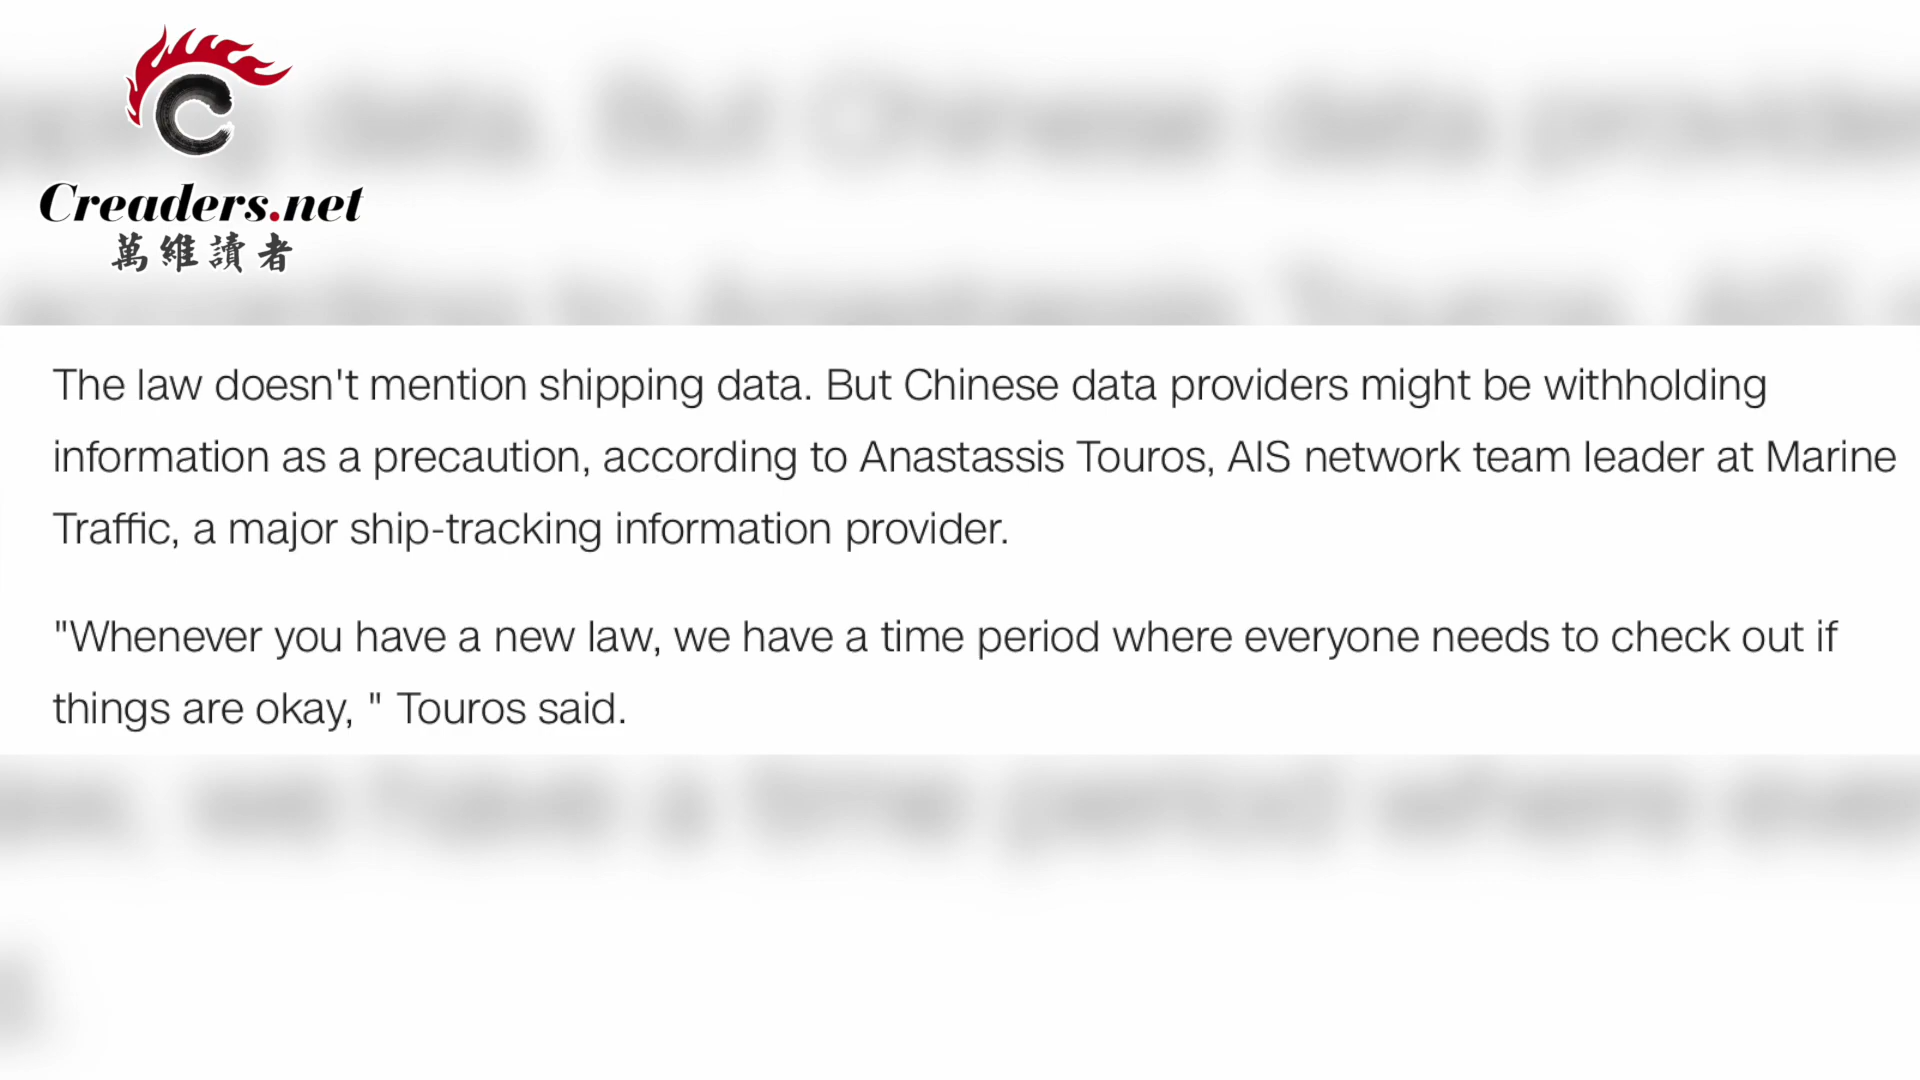 Creaders.net
萬維讀者
The law doesn't mention shipping data. But Chinese data providers might be withholding
information as a precaution, according to Anastassis Touros, AIS network team leader at Marine
Traffic, a major ship-tracking information provider.
"Whenever you have a new law, we have a time period where everyone needs to check out if
things are okay, " Touros said.